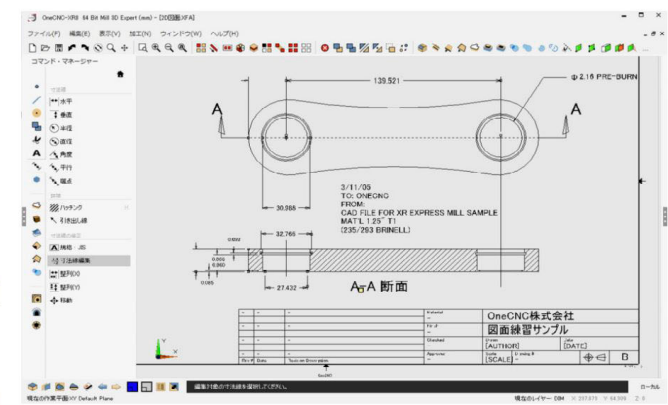 OneCNC-XR8 64 Bit Mill 3D Expert (mm) - [2D図面.XFA]
ファイル(F) 編集(E) 表示(V) 加工(N) ウィンドウ(W) ヘルプ(H)
コマンド・マネージャー
寸法線
水平
垂直
半径
直径
角度
平行
端点
ハッチング
引き出し線
寸法線編集
整列(X)
整列(Y)
移動
139.521
2.16 PRE-BURN
A
A
30.988
3/11/05
TO: ONECNC
FROM:
CAD FILE FOR XR EXPRESS MILL SAMPLE
MAT'L 1.25" T1
(235/293 BRINELL)
32.766
27.432
A-A 断面
OneCNC株式会社
図面練習サンプル
[AUTHOR]
[DATE]
[SCALE]
B
編集対象の寸法線を選択して下さい。
ローカル
現在の作業平面:XY Default Plane
現在のレイヤー DIM